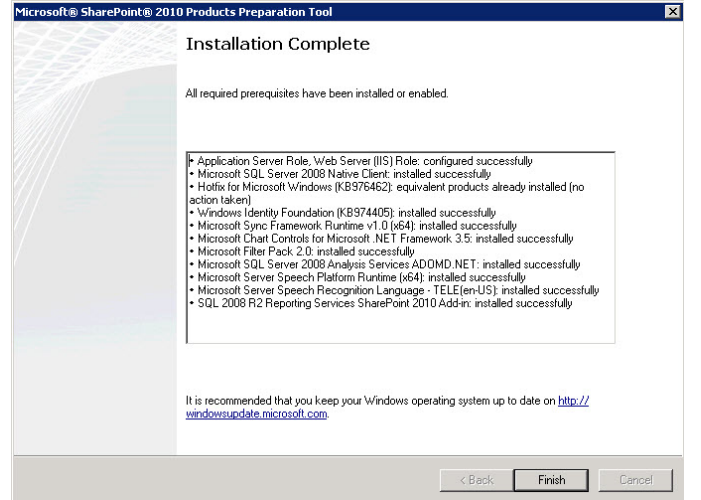 Microsoft® SharePoint® 2010 Products Preparation Tool
Installation Complete
All required prerequisites have been installed or enabled.
• Application Server Role, Web Server (IIS) Role: configured successfully
• Microsoft SQL Server 2008 Native Client: installed successfully
• Hotfix for Microsoft Windows (KB976462): equivalent products already installed (no
action taken)
• Windows Identity Foundation (KB974405): installed successfully
• Microsoft Sync Framework Runtime v1.0 (x64): installed successfully
• Microsoft Chart Controls for Microsoft .NET Framework 3.5: installed successfully
• Microsoft Filter Pack 2.0: installed successfully
• Microsoft SQL Server 2008 Analysis Services ADOMD.NET: installed successfully
• Microsoft Server Speech Platform Runtime (x64): installed successfully
• Microsoft Server Speech Recognition Language - TELE(en-US): installed successfully
• SQL 2008 R2 Reporting Services SharePoint 2010 Add-in: installed successfully
It is recommended that you keep your Windows operating system up to date on http://
windowsupdate.microsoft.com.
< Back Finish Cancel